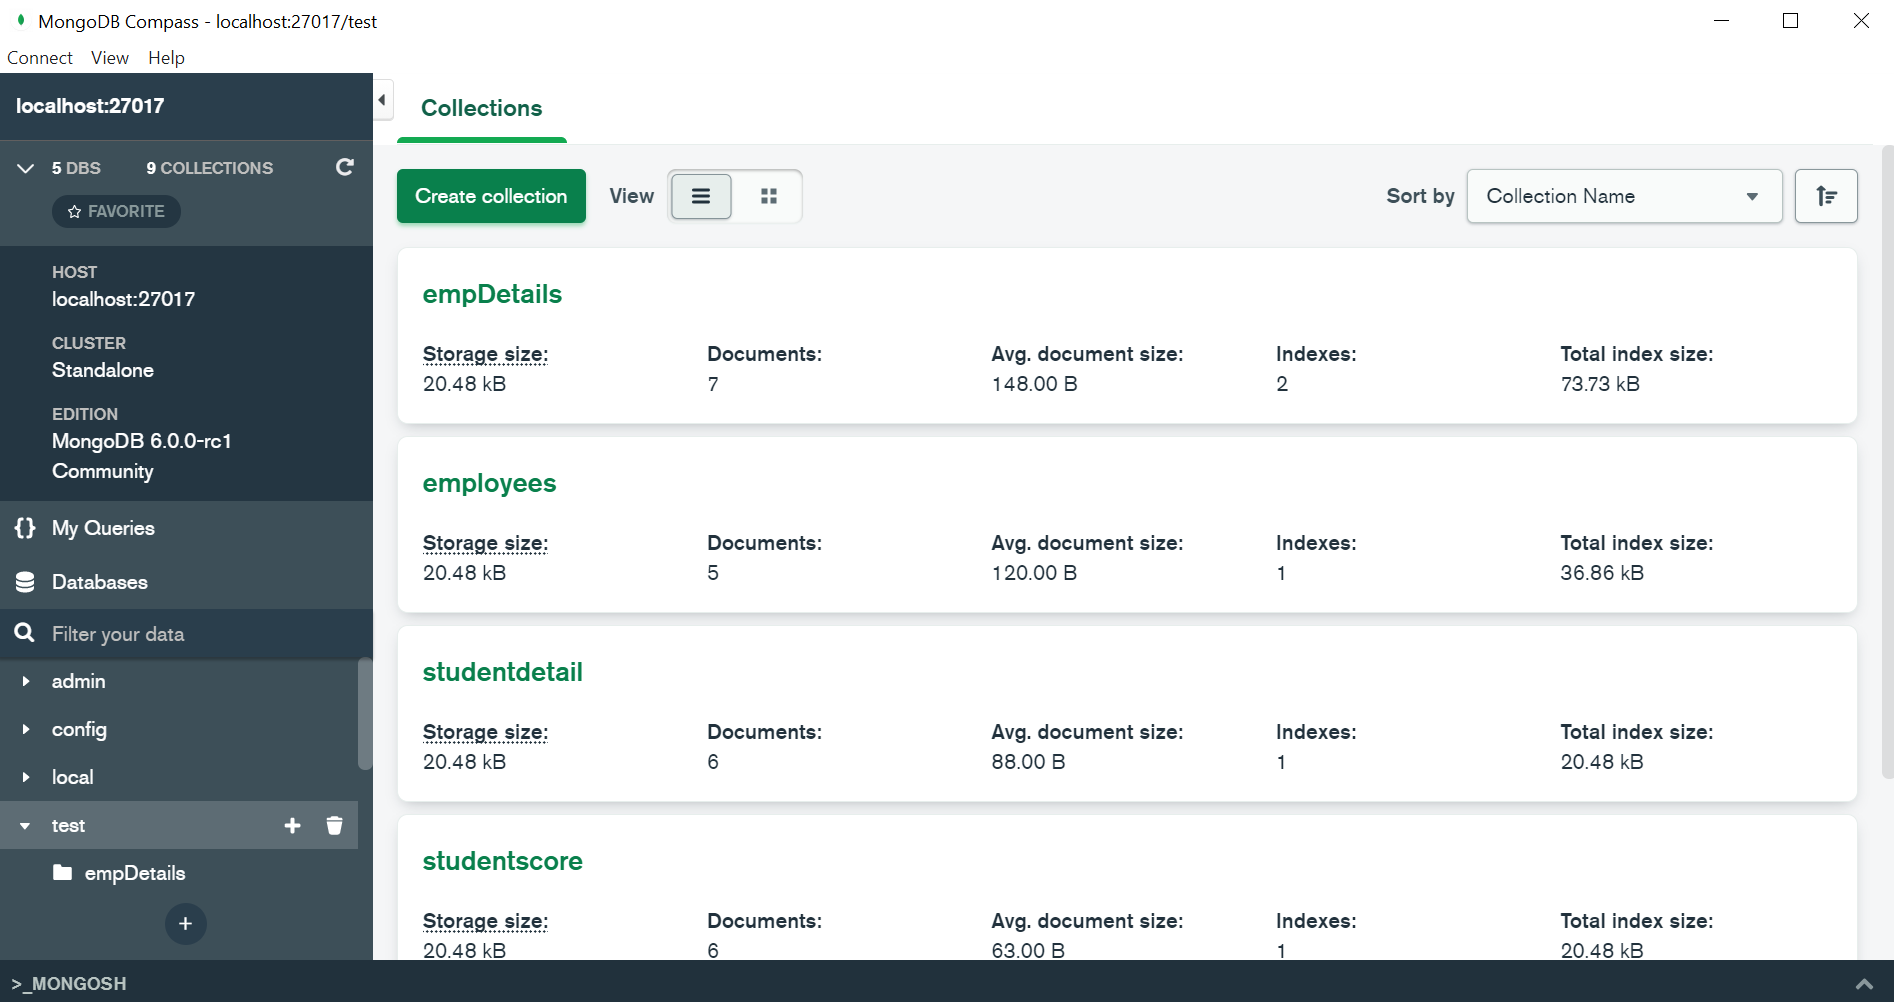 MongoDB Compass - localhost:27017/test
Connect View Help
localhost:27017
5 DBS 9 COLLECTIONS
FAVORITE
HOST
localhost:27017
CLUSTER
Standalone
EDITION
MongoDB 6.0.0-rc1
Community
{} My Queries
Databases
Filter your data
admin
config
local
test
empDetails
Collections
Create collection View Sort by Collection Name
empDetails
Storage size: Documents: Avg. document size: Indexes: Total index size:
20.48 kB 7 148.00 B 2 73.73 kB
employees
Storage size: Documents: Avg. document size: Indexes: Total index size:
20.48 kB 5 120.00 B 1 36.86 kB
studentdetail
Storage size: Documents: Avg. document size: Indexes: Total index size:
20.48 kB 6 88.00 B 1 20.48 kB
studentscore
Storage size: Documents: Avg. document size: Indexes: Total index size:
20.48 kB 6 63.00 B 1 20.48 kB
>_MONGOSH